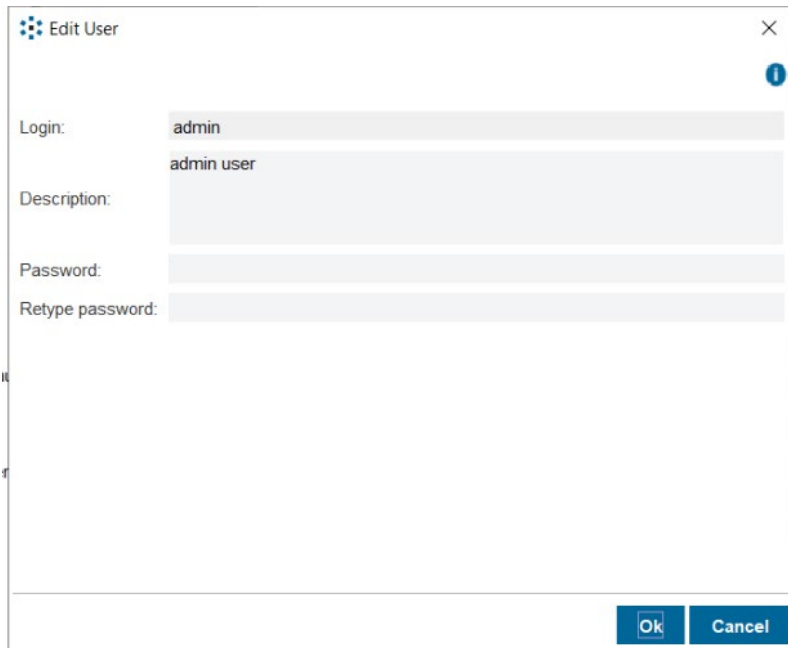 Edit User
Login: admin
admin user
Description:
Password:
Retype password:
Ok Cancel